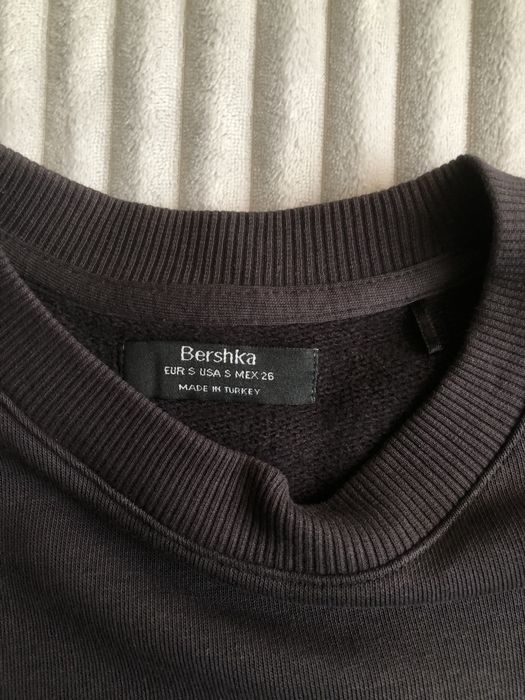 Bershka
EUR S USA S MEX 26
MADE IN TURKEY